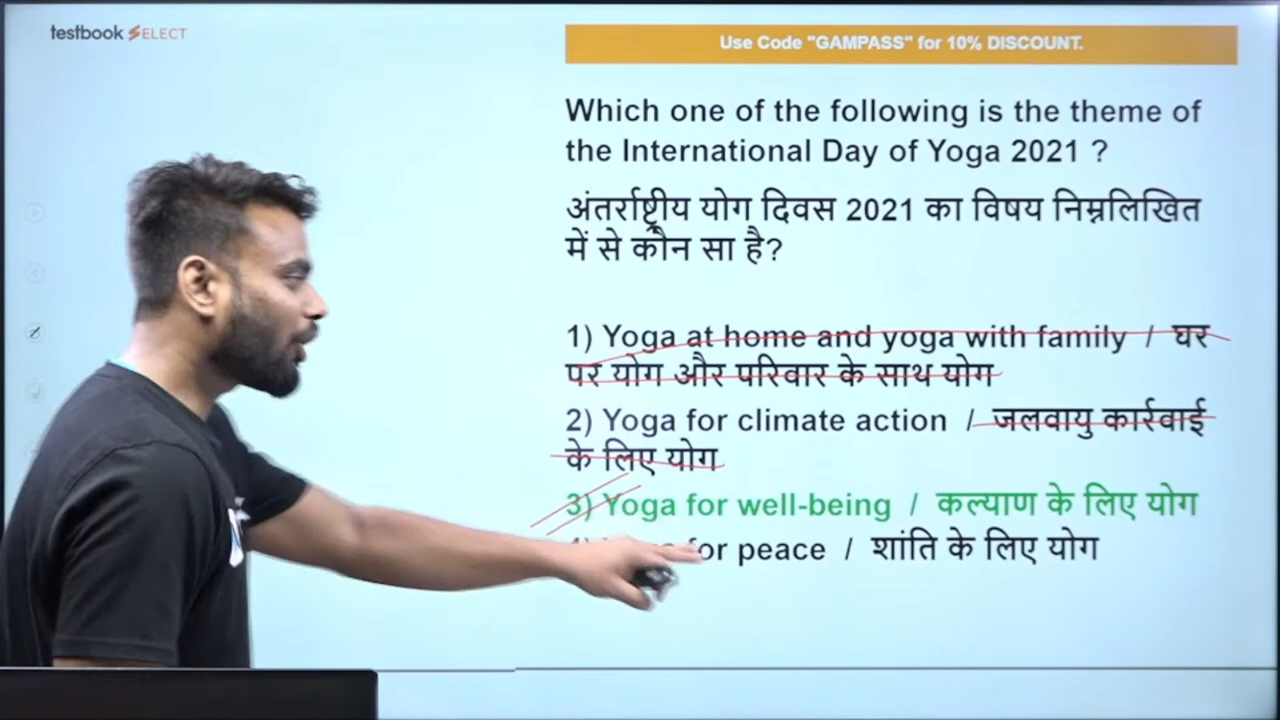 testbook SELECT
Use Code "GAMPASS" for 10% DISCOUNT.
Which one of the following is the theme of
the International Day of Yoga 2021 ?
अंतर्राष्ट्रीय योग दिवस 2021 का विषय निम्नलिखित
में से कौन सा है?
1) Yoga at home and yoga with family / घर
पर योग और परिवार के साथ योग
2) Yoga for climate action / जलवायु कार्रवाई
के लिए योग
3) Yoga for well-being / कल्याण के लिए योग
for peace / शांति के लिए योग